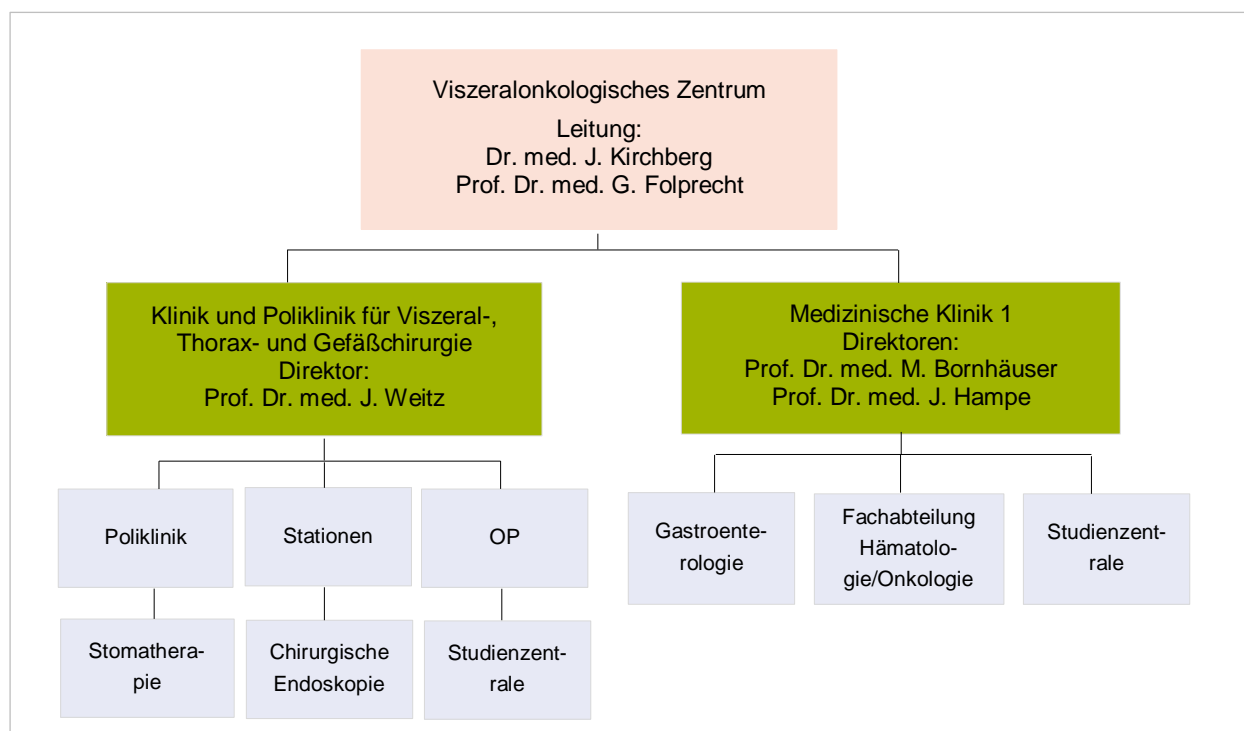 Viszeralonkologisches Zentrum
Leitung:
Dr. med. J. Kirchberg
Prof. Dr. med. G. Folprecht
Klinik und Poliklinik für Viszeral-,
Thorax- und Gefäßchirurgie
Direktor:
Prof. Dr. med. J. Weitz
Medizinische Klinik 1
Direktoren:
Prof. Dr. med. M. Bornhäuser
Prof. Dr. med. J. Hampe
Poliklinik
Stationen
OP
Gastroente-
rologie
Fachabteilung
Hämatolo-
gie/Onkologie
Studienzent-
rale
Stomathera-
pie
Chirurgische
Endoskopie
Studienzent-
rale